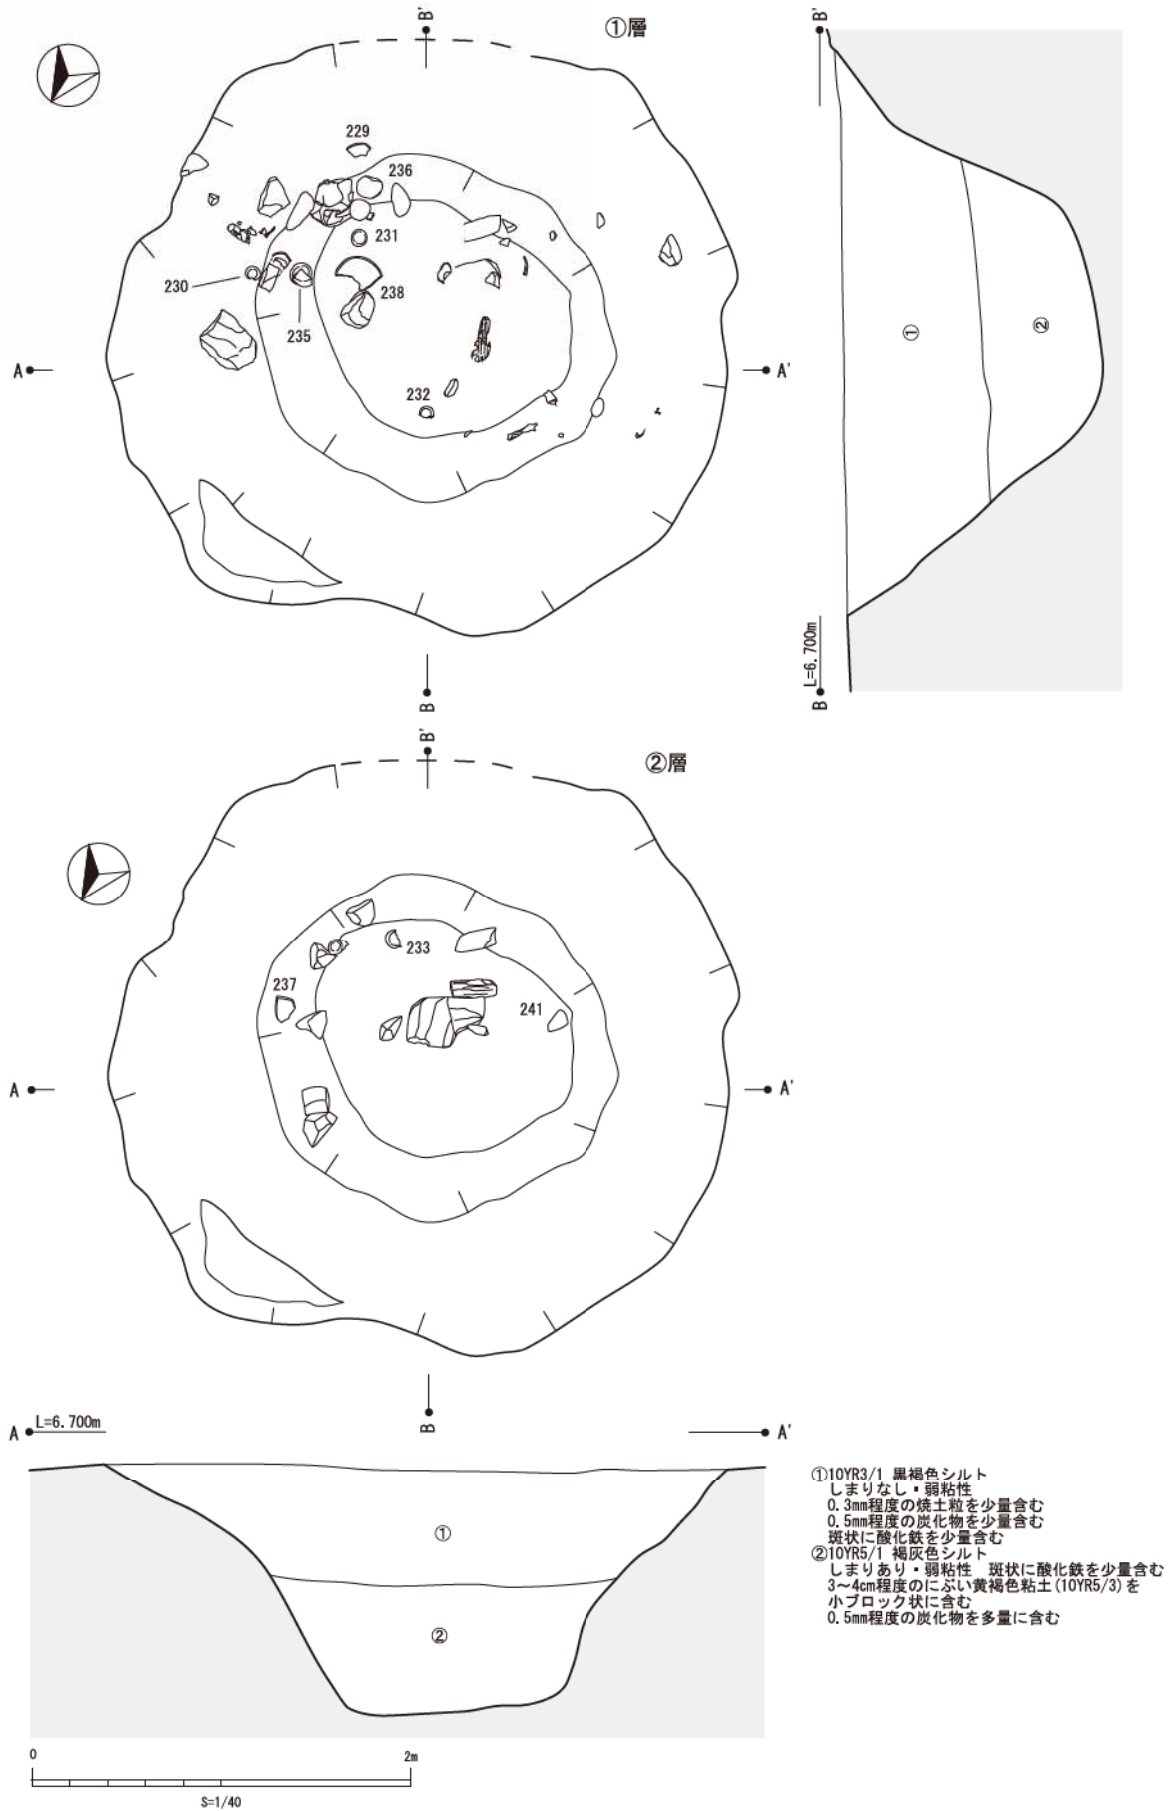 B'
①層
B'
229
236
231
230
238
235
①
②
A
A'
232
L=6.700m
B
B
B'
②層
233
237
241
A
A'
B
A
L=6.700m
A'
①
②
①10YR3/1 黒褐色シルト
しまりなし・弱粘性
0.3mm程度の焼土粒を少量含む
0.5mm程度の炭化物を少量含む
斑状に酸化鉄を少量含む
②10YR5/1 褐灰色シルト
しまりあり・弱粘性 斑状に酸化鉄を少量含む
3～4cm程度のにぶい黄褐色粘土(10YR5/3)を
小ブロック状に含む
0.5mm程度の炭化物を多量に含む
0
2m
S=1/40